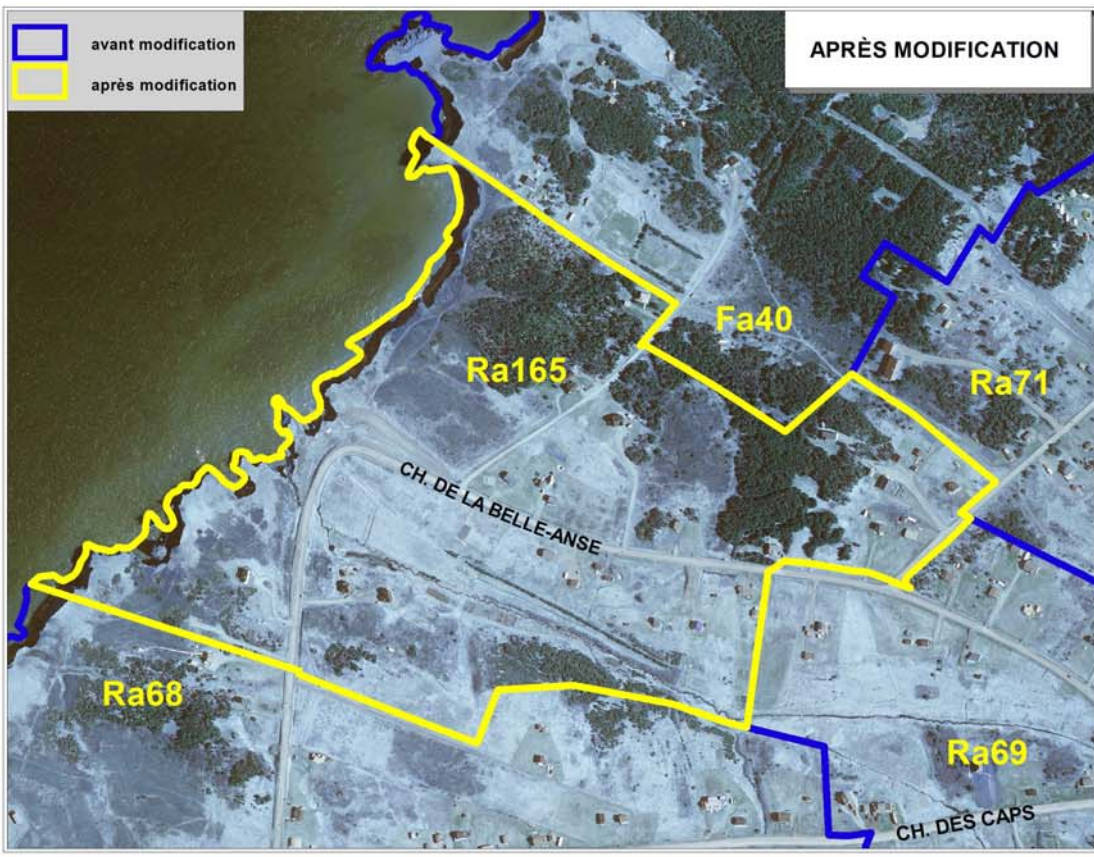 avant modification
après modification
APRÈS MODIFICATION
Fa40
Ra165
Ra71
CH. DE LA BELLE-ANSE
Ra68
Ra69
CH. DES CAPS